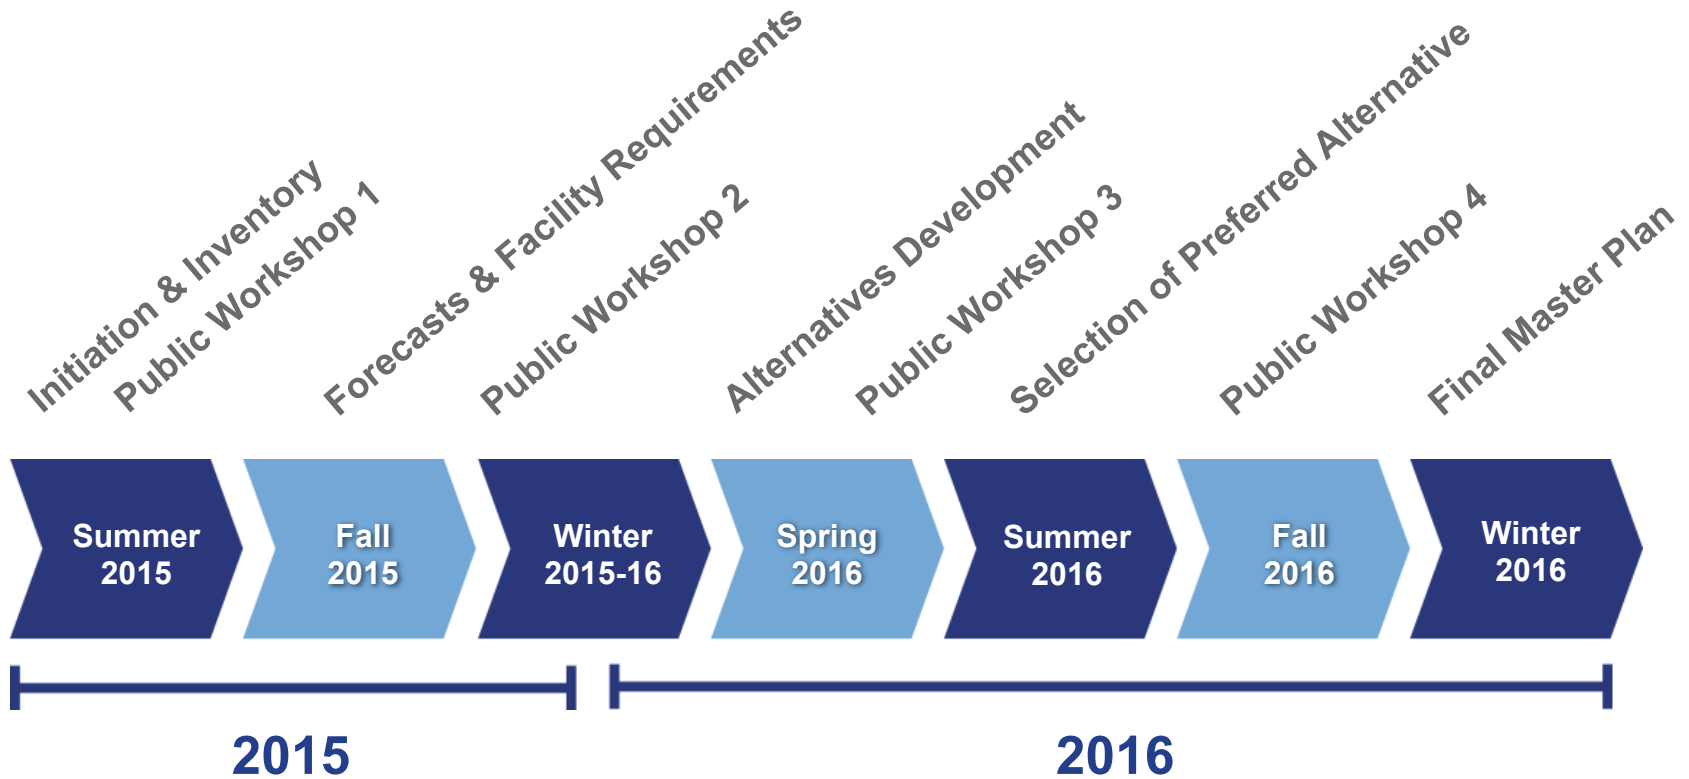 Initiation & Inventory
Public Workshop 1
Forecasts & Facility Requirements
Public Workshop 2
Alternatives Development
Public Workshop 3
Selection of Preferred Alternative
Public Workshop 4
Final Master Plan
Summer
2015
Fall
2015
Winter
2015-16
Spring
2016
Summer
2016
Fall
2016
Winter
2016
2015
2016